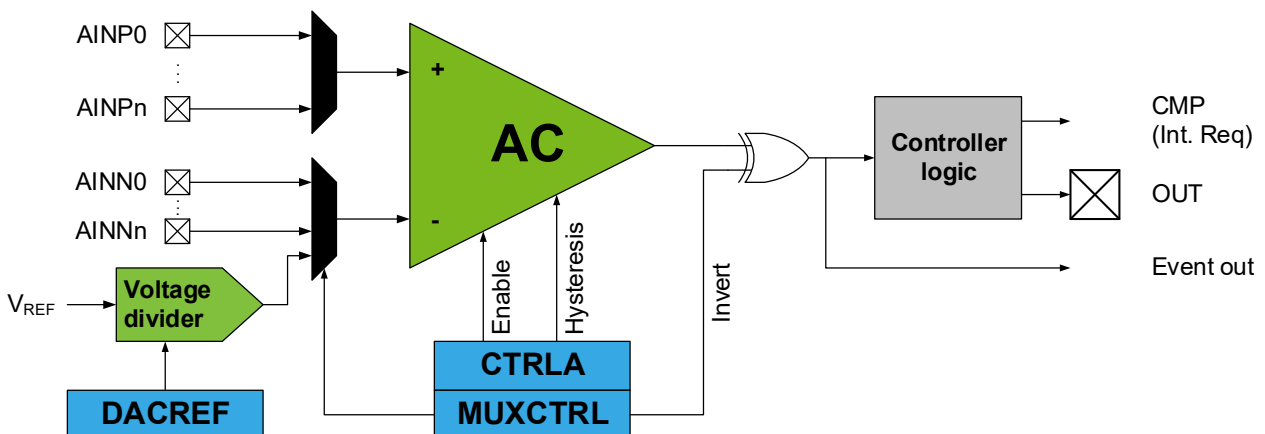 AINP0
AINPn
AINN0
AINNn
VREF
Voltage
divider
DACREF
+
AC
-
Enable
Hysteresis
CTRLA
MUXCTRL
Invert
Controller
logic
CMP
(Int. Req)
OUT
Event out